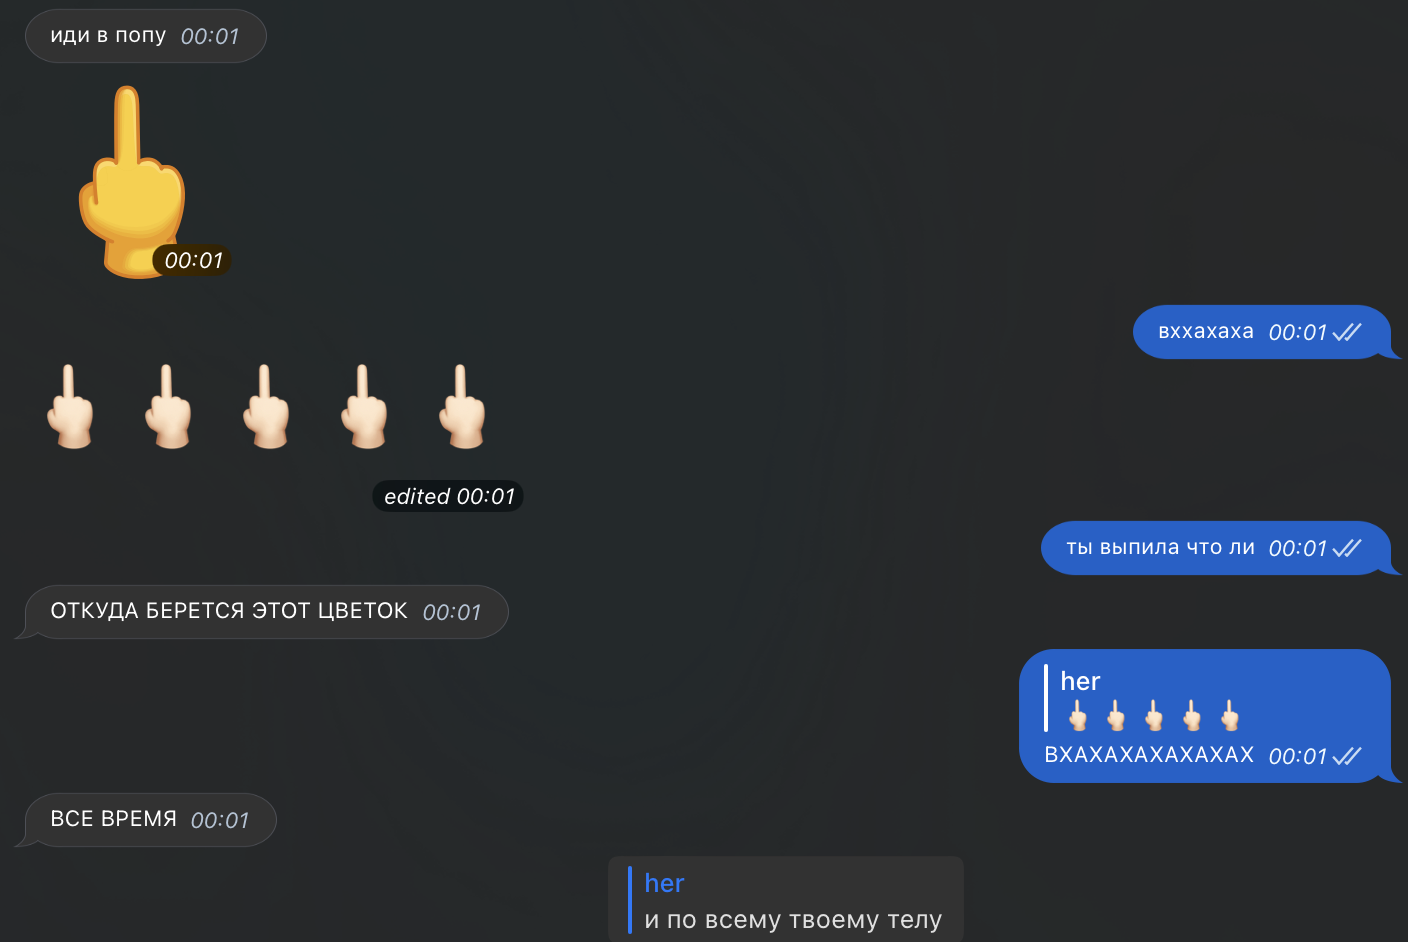 иди в попу 00:01
00:01
вххахаха 00:01
edited 00:01
ты выпила что ли 00:01
ОТКУДА БЕРЕТСЯ ЭТОТ ЦВЕТОК 00:01
her
ВХАХАХАХАХАХАХ 00:01
ВСЕ ВРЕМЯ 00:01
her
и по всему твоему телу